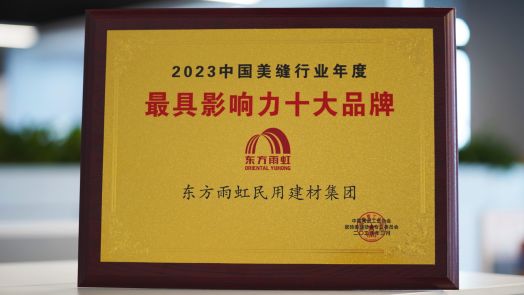 2023中国美缝行业年度
最具影响力十大品牌
东方雨虹
ORIENTAL YUHONG
东方雨虹民用建材集团